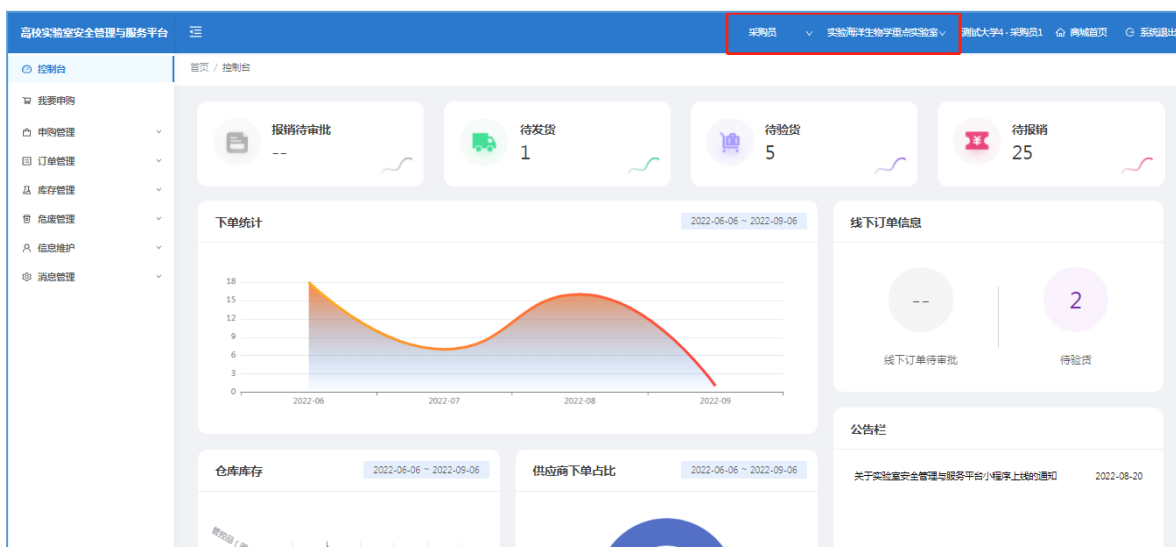 高校实验室安全管理与服务平台
采购员 实验海洋生物学重点实验室 测试大学4 · 采购员1 商城首页 系统退出
控制台
首页 / 控制台
我要申购
申购管理
订单管理
库存管理
危废管理
信息维护
消息管理
报销待审批
--
待发货
1
待验货
5
待报销
25
下单统计 2022-06-06 ~ 2022-09-06
18
15
12
9
6
3
0
2022-06 2022-07 2022-08 2022-09
线下订单信息
-- 2
线下订单待审批 待验货
公告栏
关于实验室安全管理与服务平台小程序上线的通知 2022-08-20
仓库库存 2022-06-06 ~ 2022-09-06
供应商下单占比 2022-06-06 ~ 2022-09-06
管控品